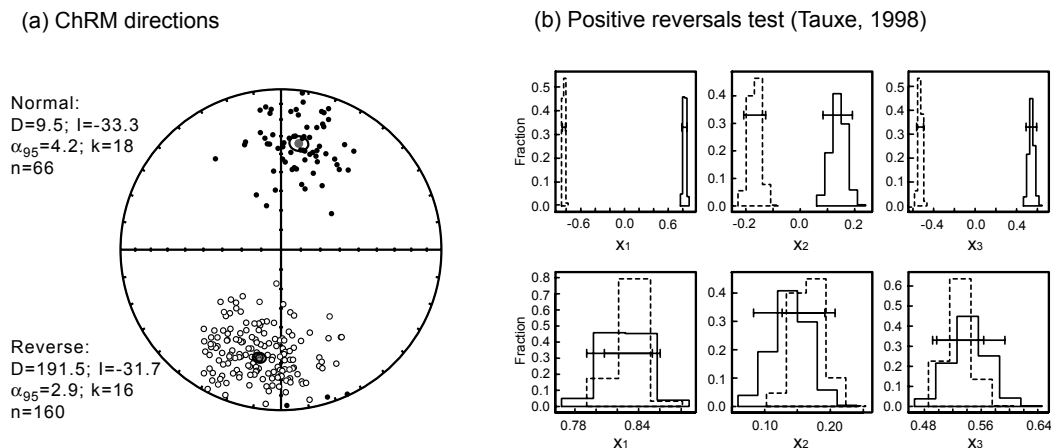 (a) ChRM directions
Normal:
D=9.5; I=-33.3
α95=4.2; k=18
n=66
Reverse:
D=191.5; I=-31.7
α95=2.9; k=16
n=160
(b) Positive reversals test (Tauxe, 1998)
Fraction
0.5
0.4
0.3
0.2
0.1
0.0
-0.6 0.0 0.6
x1
0.4
0.3
0.2
0.1
0.0
-0.2 0.0 0.2
x2
0.5
0.4
0.3
0.2
0.1
0.0
-0.4 0.0 0.4
x3
Fraction
0.8
0.7
0.6
0.5
0.4
0.3
0.2
0.1
0.0
0.78 0.84
x1
0.4
0.3
0.2
0.1
0.0
0.10 0.20
x2
0.6
0.5
0.4
0.3
0.2
0.1
0.0
0.48 0.56 0.64
x3